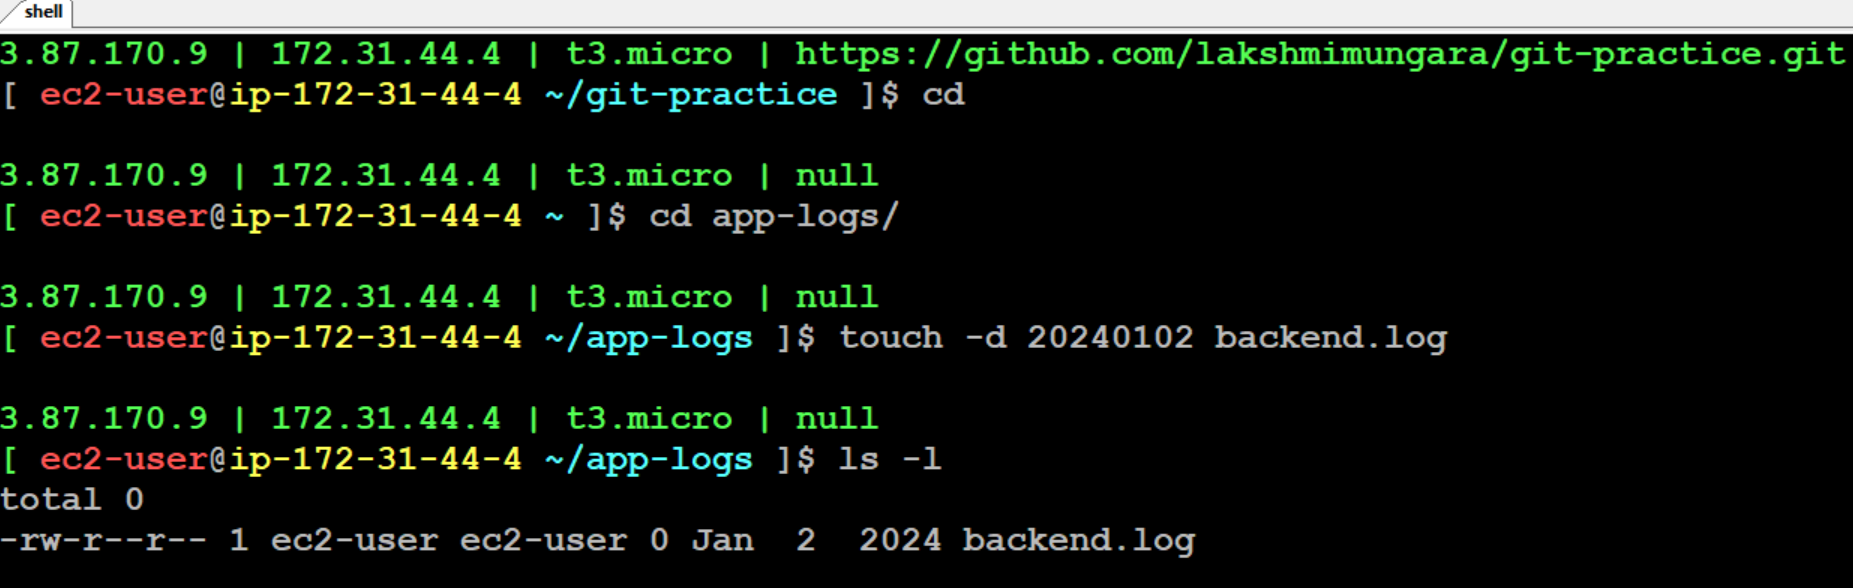 shell
3.87.170.9 | 172.31.44.4 | t3.micro | https://github.com/lakshmimungara/git-practice.git
[ ec2-user@ip-172-31-44-4 ~/git-practice ]$ cd
3.87.170.9 | 172.31.44.4 | t3.micro | null
[ ec2-user@ip-172-31-44-4 ~ ]$ cd app-logs/
3.87.170.9 | 172.31.44.4 | t3.micro | null
[ ec2-user@ip-172-31-44-4 ~/app-logs ]$ touch -d 20240102 backend.log
3.87.170.9 | 172.31.44.4 | t3.micro | null
[ ec2-user@ip-172-31-44-4 ~/app-logs ]$ ls -l
total 0
-rw-r--r-- 1 ec2-user ec2-user 0 Jan  2  2024 backend.log